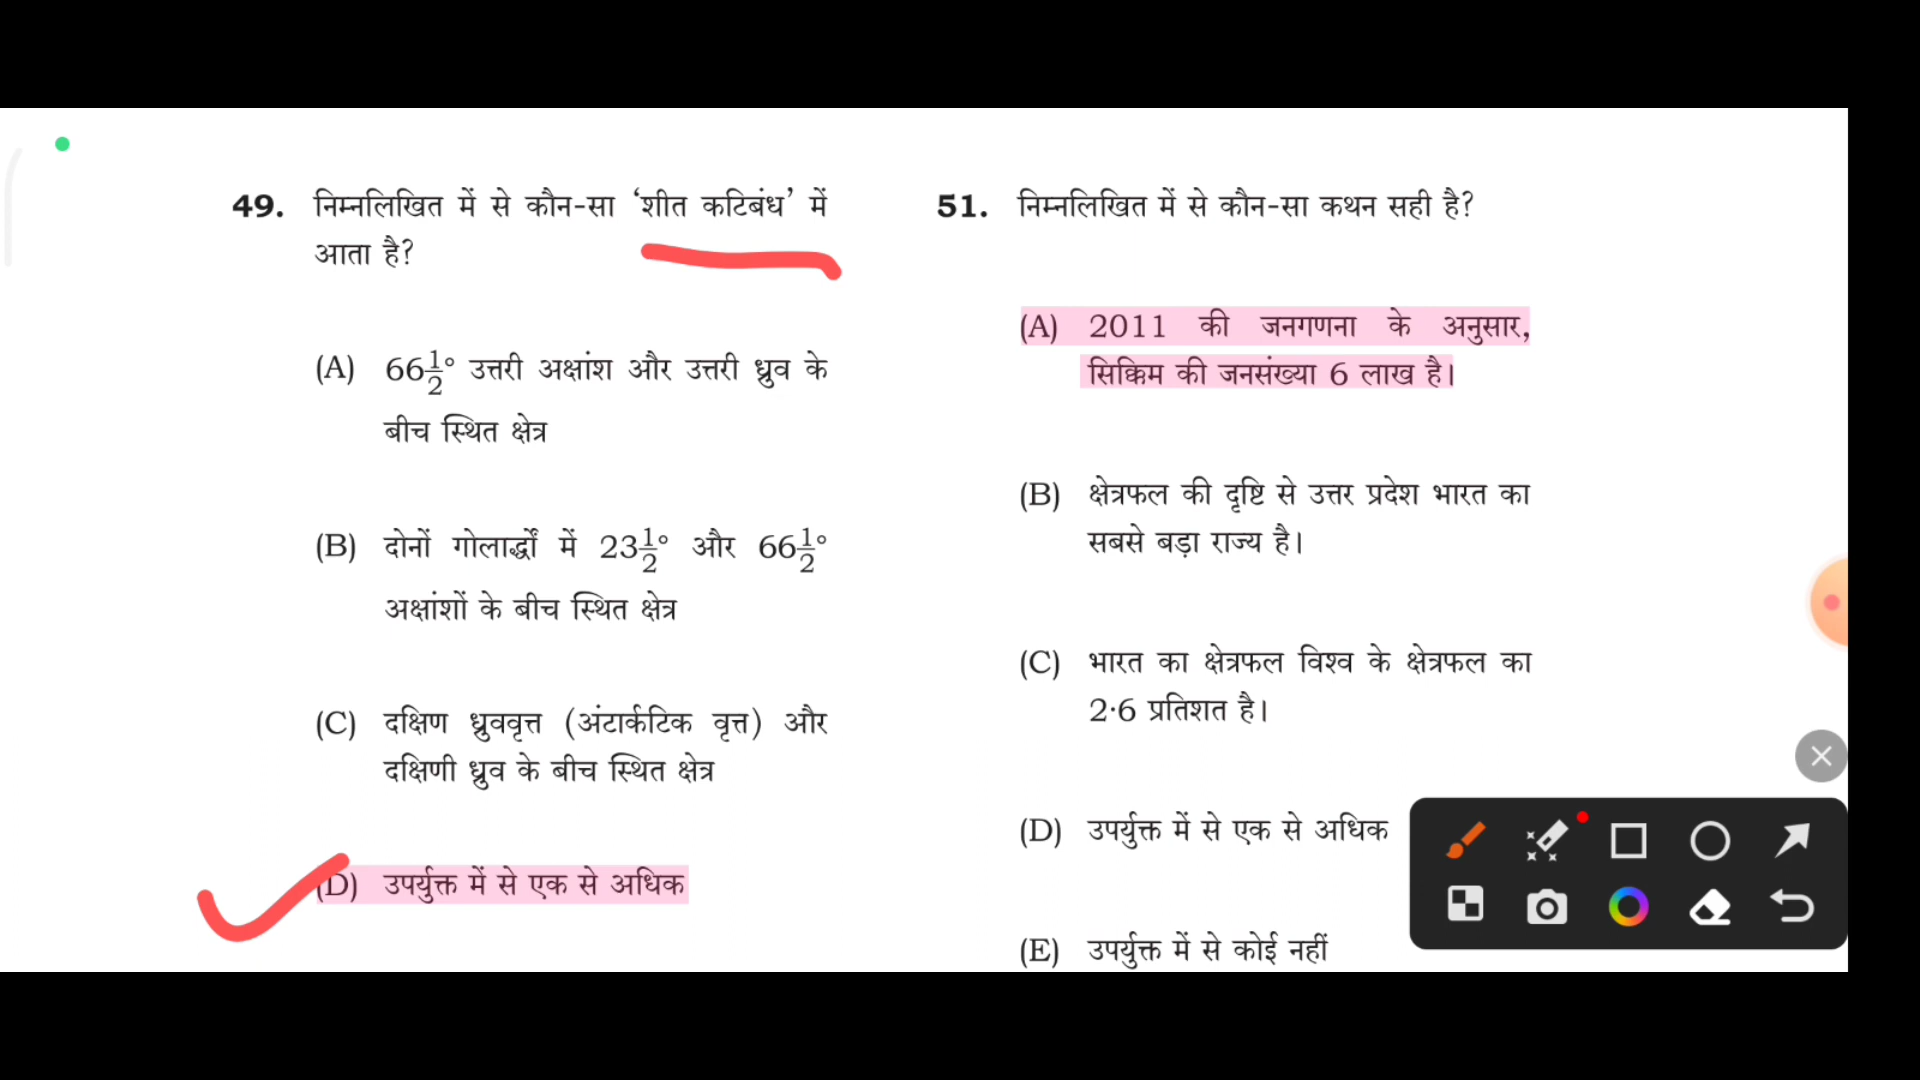 49. निम्नलिखित में से कौन-सा ‘शीत कटिबंध’ में
आता है?
(A) 66½° उत्तरी अक्षांश और उत्तरी ध्रुव के
बीच स्थित क्षेत्र
(B) दोनों गोलार्द्धों में 23½° और 66½°
अक्षांशों के बीच स्थित क्षेत्र
(C) दक्षिण ध्रुववृत्त (अंटार्कटिक वृत्त) और
दक्षिणी ध्रुव के बीच स्थित क्षेत्र
(D) उपर्युक्त में से एक से अधिक
51. निम्नलिखित में से कौन-सा कथन सही है?
(A) 2011 की जनगणना के अनुसार,
सिक्किम की जनसंख्या 6 लाख है।
(B) क्षेत्रफल की दृष्टि से उत्तर प्रदेश भारत का
सबसे बड़ा राज्य है।
(C) भारत का क्षेत्रफल विश्व के क्षेत्रफल का
2·6 प्रतिशत है।
(D) उपर्युक्त में से एक से अधिक
(E) उपर्युक्त में से कोई नहीं